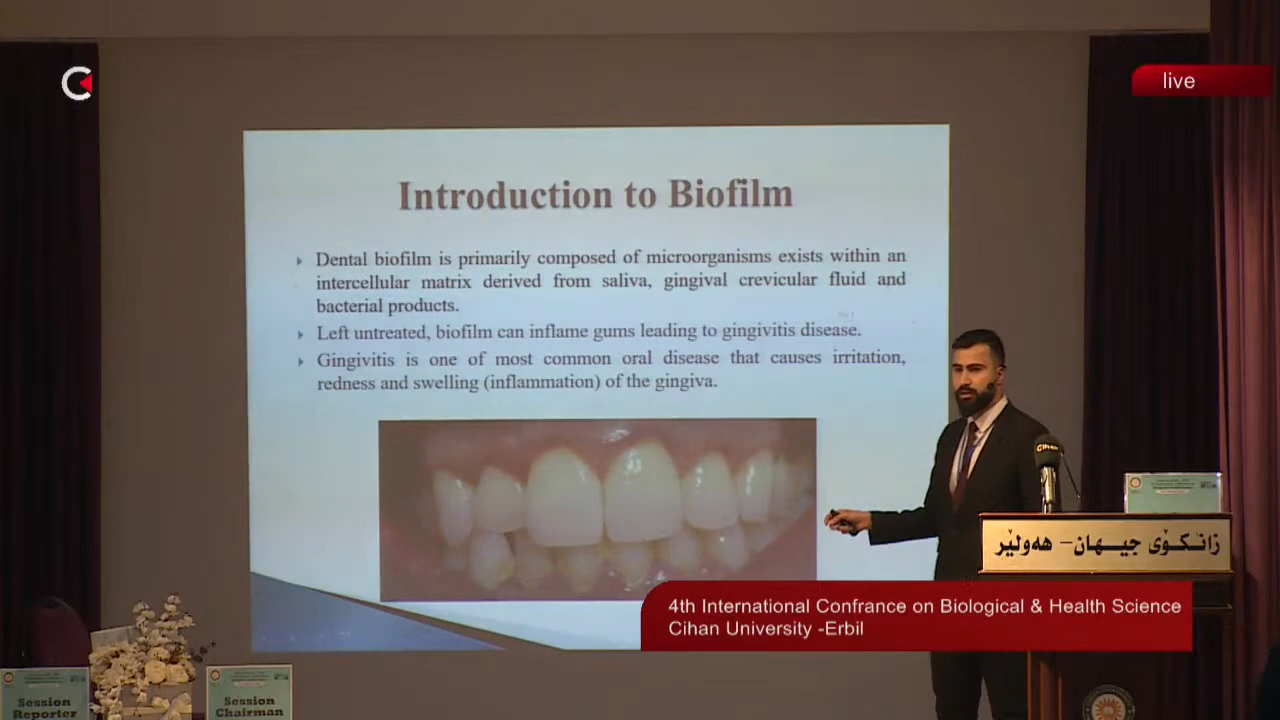 live
Introduction to Biofilm
Dental biofilm is primarily composed of microorganisms exists within an
intercellular matrix derived from saliva, gingival crevicular fluid and
bacterial products.
Left untreated, biofilm can inflame gums leading to gingivitis disease.
Gingivitis is one of most common oral disease that causes irritation,
redness and swelling (inflammation) of the gingiva.
Cihan
زانکۆی جیهان - هەولێر
4th International Confrance on Biological & Health Science
Cihan University -Erbil
Session
Reporter
Session
Chairman